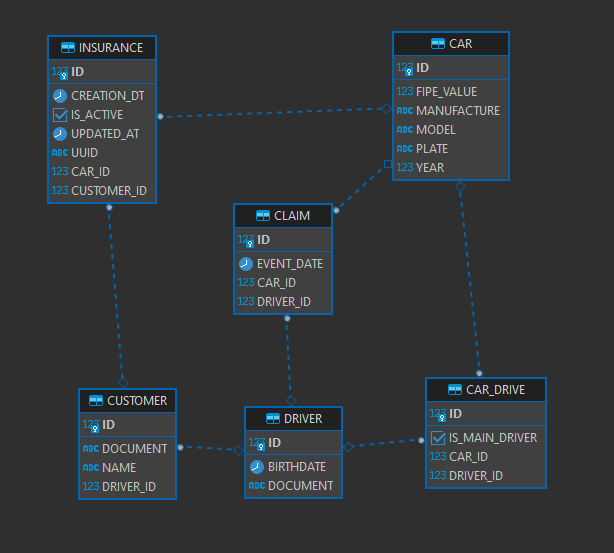 INSURANCE
123 ID
CREATION_DT
IS_ACTIVE
UPDATED_AT
ABC UUID
123 CAR_ID
123 CUSTOMER_ID
CAR
123 ID
123 FIPE_VALUE
ABC MANUFACTURE
ABC MODEL
ABC PLATE
123 YEAR
CLAIM
123 ID
EVENT_DATE
123 CAR_ID
123 DRIVER_ID
CUSTOMER
123 ID
ABC DOCUMENT
ABC NAME
123 DRIVER_ID
DRIVER
123 ID
BIRTHDATE
ABC DOCUMENT
CAR_DRIVE
123 ID
IS_MAIN_DRIVER
123 CAR_ID
123 DRIVER_ID